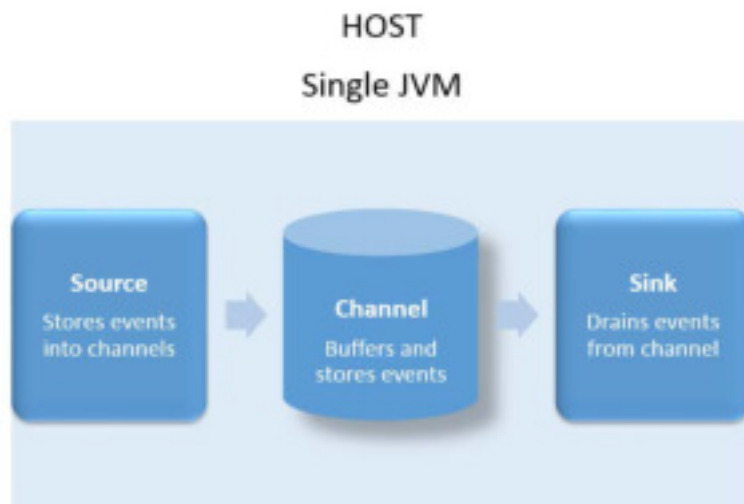 HOST
Single JVM
Source
Stores events
into channels
Channel
Buffers and
stores events
Sink
Drains events
from channel